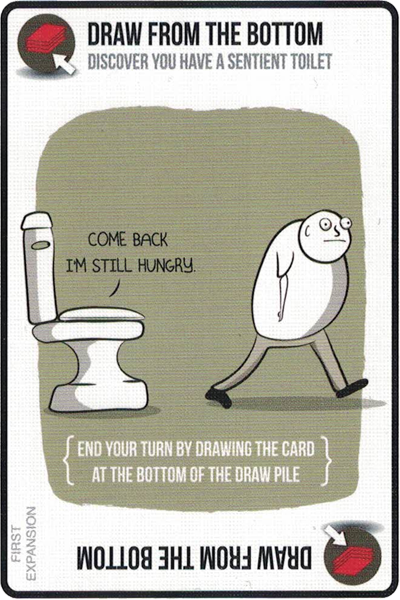 DRAW FROM THE BOTTOM
DISCOVER YOU HAVE A SENTIENT TOILET
COME BACK
I'M STILL HUNGRY.
END YOUR TURN BY DRAWING THE CARD
AT THE BOTTOM OF THE DRAW PILE
FIRST
EXPANSION
DRAW FROM THE BOTTOM